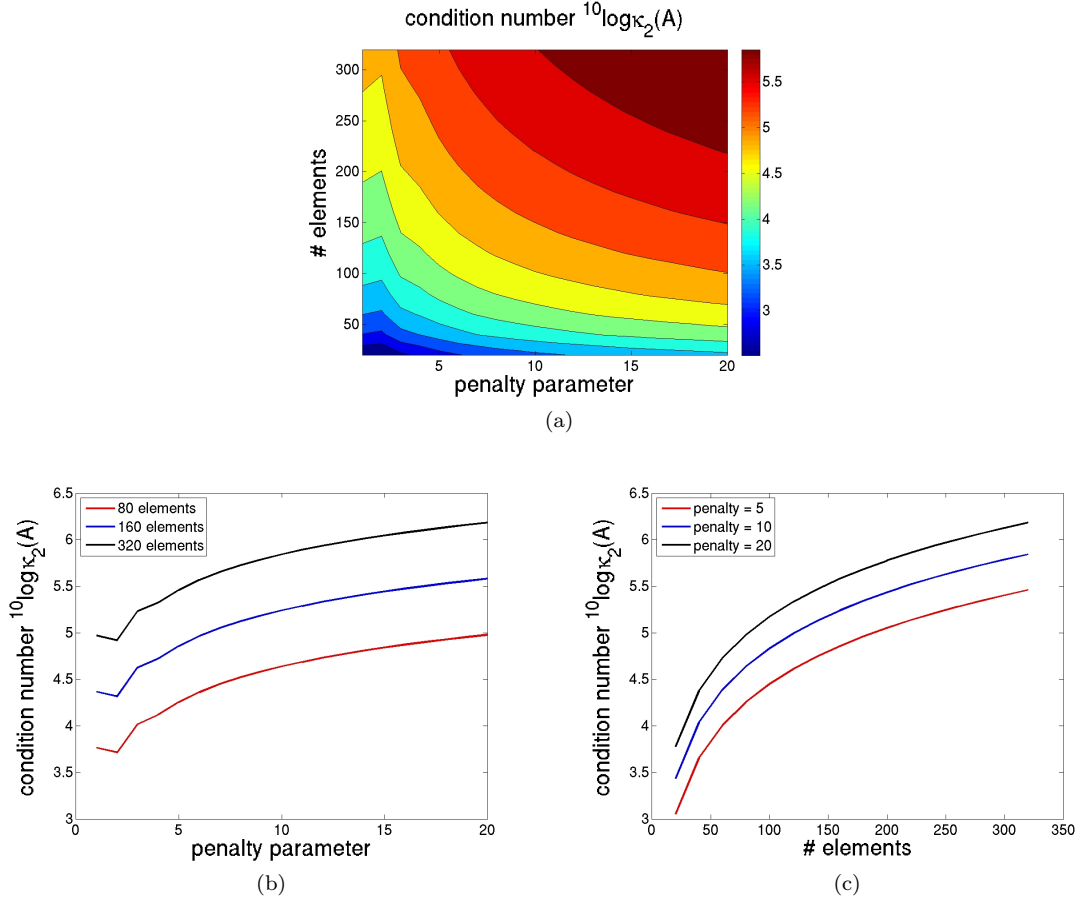 condition number ¹⁰logκ₂(A)
300
250
200
150
100
50
# elements
5.5
5
4.5
4
3.5
3
5 10 15 20
penalty parameter
(a)
6.5
6
5.5
5
4.5
4
3.5
3
condition number ¹⁰logκ₂(A)
80 elements
160 elements
320 elements
0 5 10 15 20
penalty parameter
(b)
6.5
6
5.5
5
4.5
4
3.5
3
condition number ¹⁰logκ₂(A)
penalty = 5
penalty = 10
penalty = 20
0 50 100 150 200 250 300 350
# elements
(c)